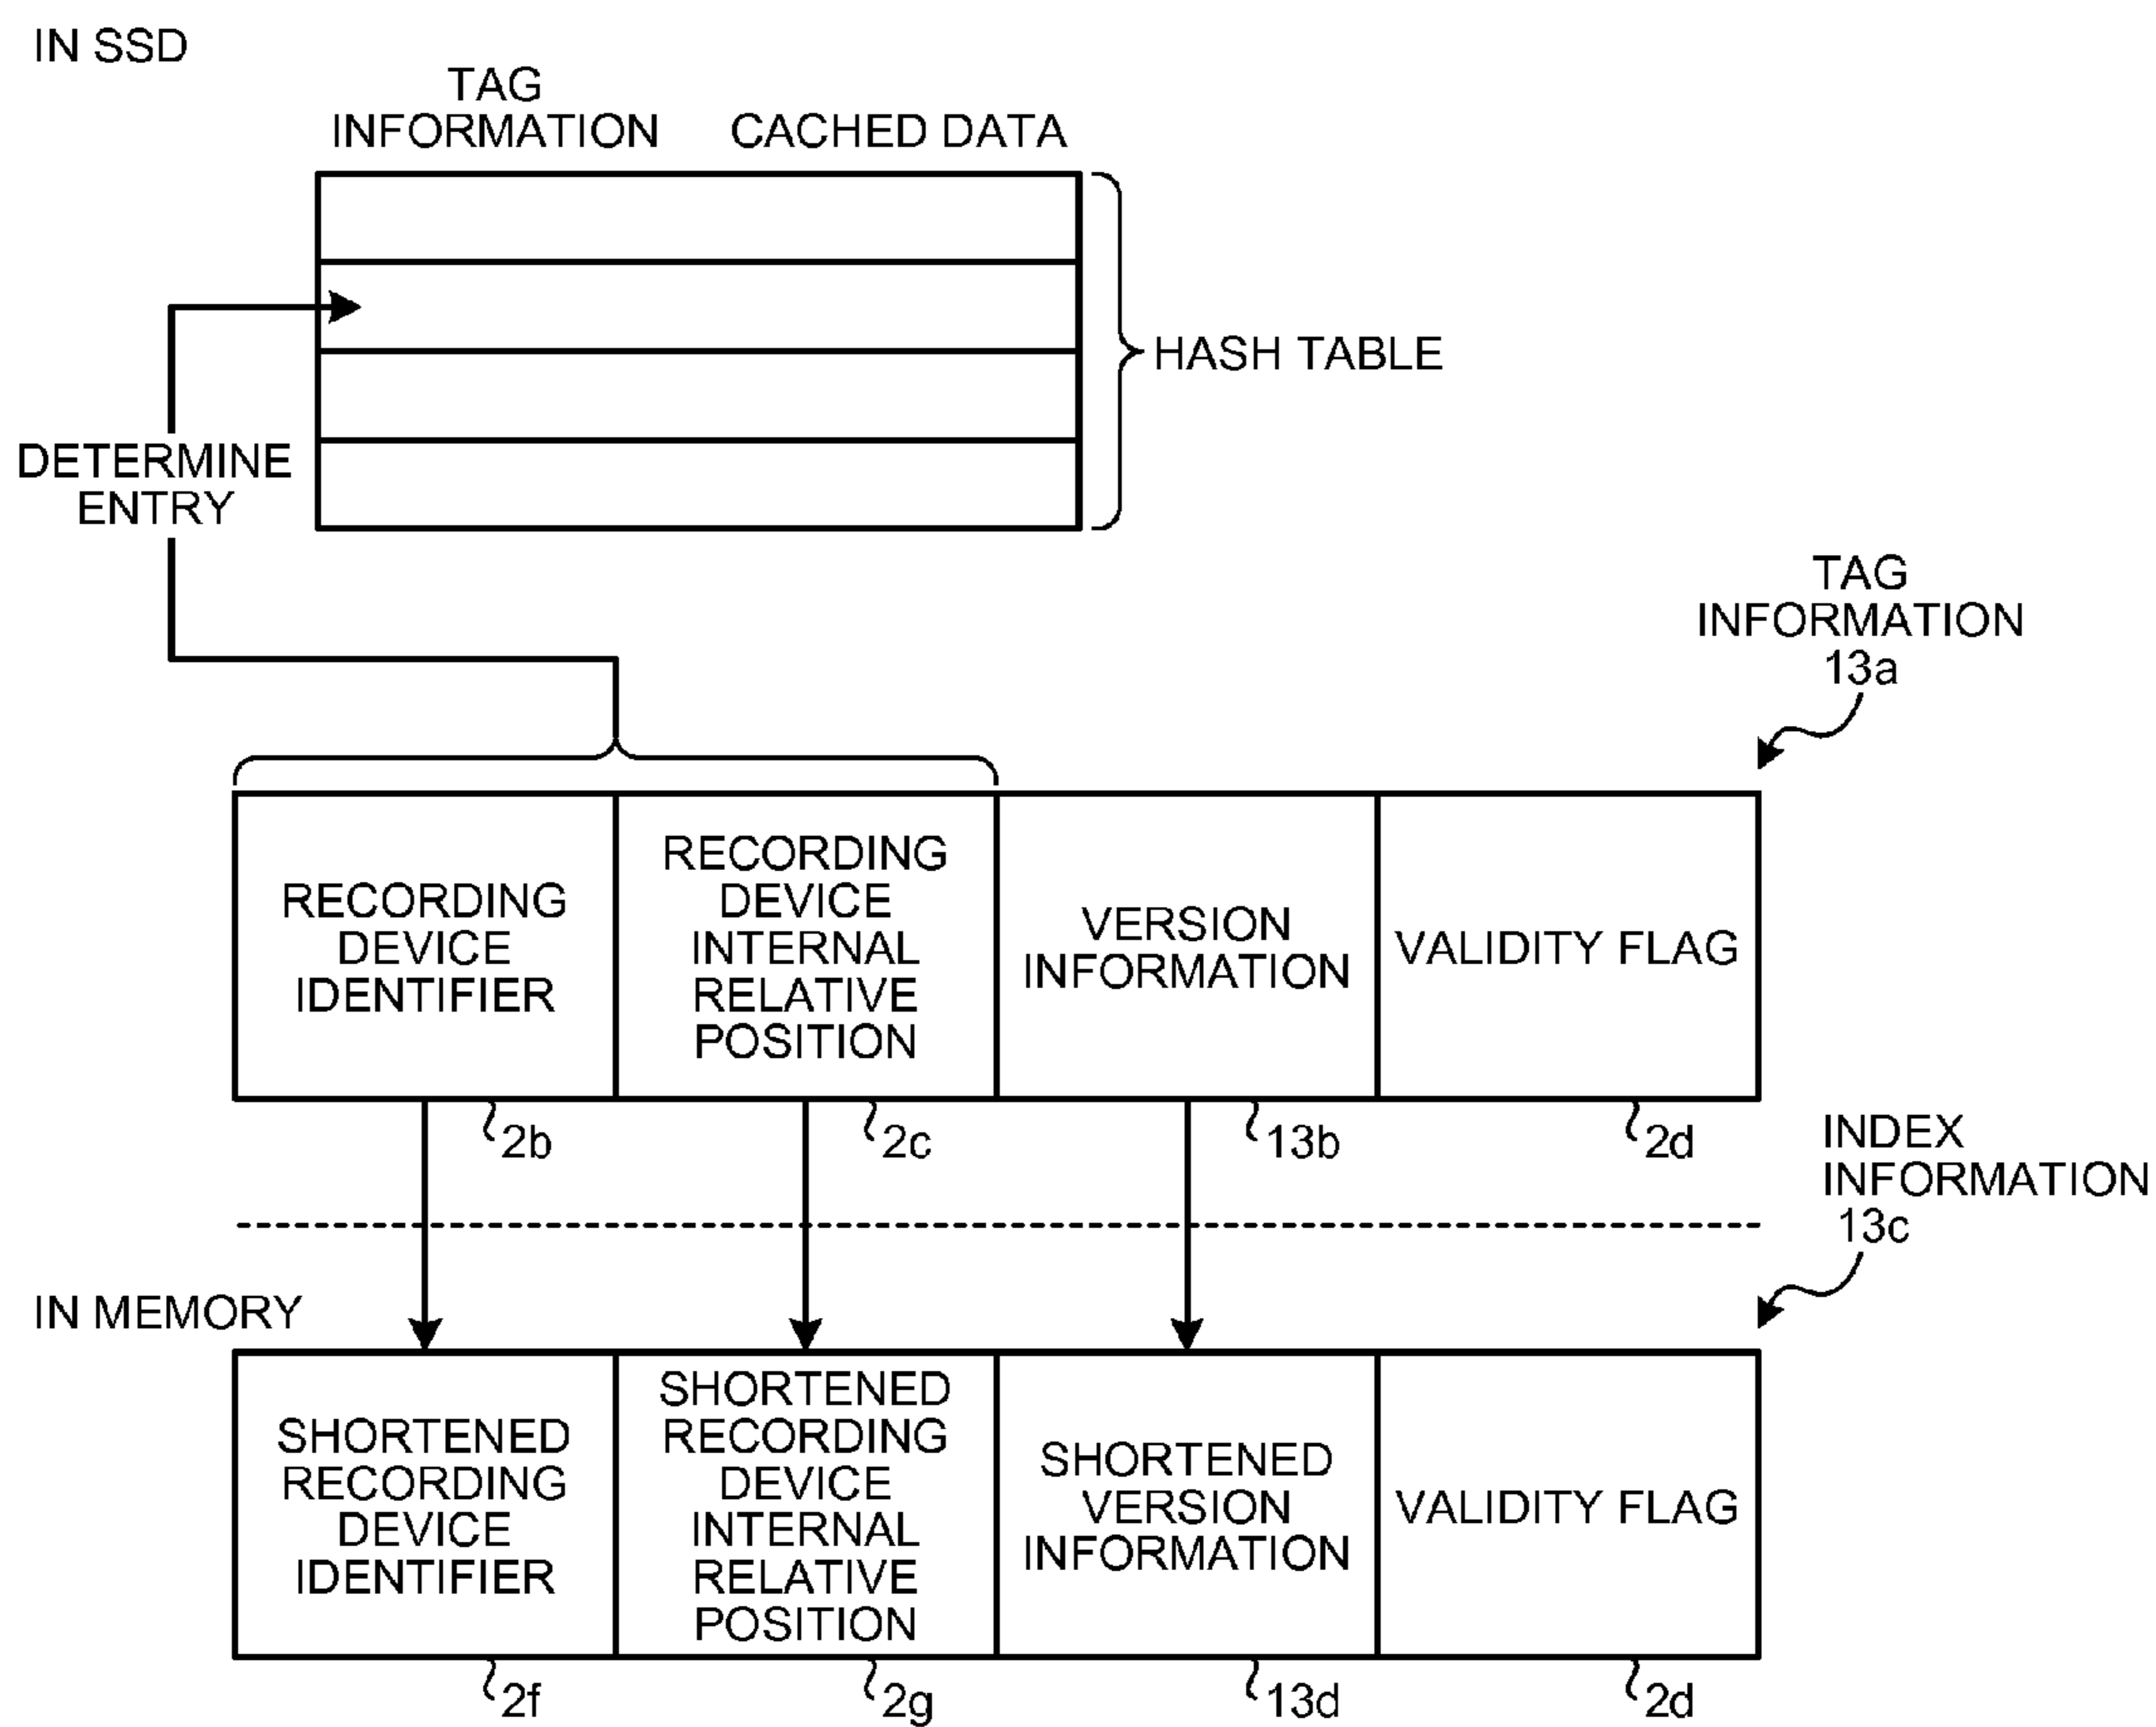 IN SSD
TAG
INFORMATION
CACHED DATA
HASH TABLE
DETERMINE
ENTRY
TAG
INFORMATION
13a
RECORDING
DEVICE
IDENTIFIER
RECORDING
DEVICE
INTERNAL
RELATIVE
POSITION
VERSION
INFORMATION
VALIDITY FLAG
2b
2c
13b
2d
INDEX
INFORMATION
13c
IN MEMORY
SHORTENED
RECORDING
DEVICE
IDENTIFIER
SHORTENED
RECORDING
DEVICE
INTERNAL
RELATIVE
POSITION
SHORTENED
VERSION
INFORMATION
VALIDITY FLAG
2f
2g
13d
2d